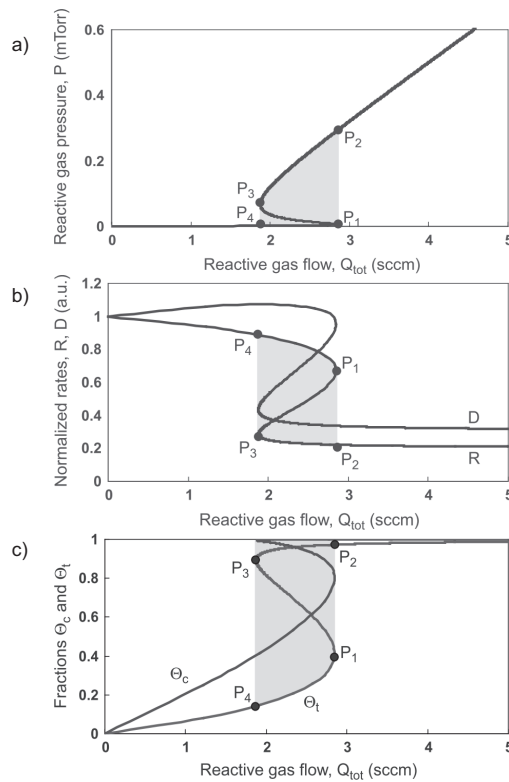 a)
Reactive gas pressure, P (mTorr)
0.6
0.4
0.2
0
P2
P3
P4
P1
0 1 2 3 4 5
Reactive gas flow, Qtot (sccm)
b)
Normalized rates, R, D (a.u.)
1.2
1
0.8
0.6
0.4
0.2
0
P4
P1
P3
P2
D
R
0 1 2 3 4 5
Reactive gas flow, Qtot (sccm)
c)
Fractions Θc and Θt
1
0.8
0.6
0.4
0.2
0
P2
P3
P1
Θc
P4
Θt
0 1 2 3 4 5
Reactive gas flow, Qtot (sccm)